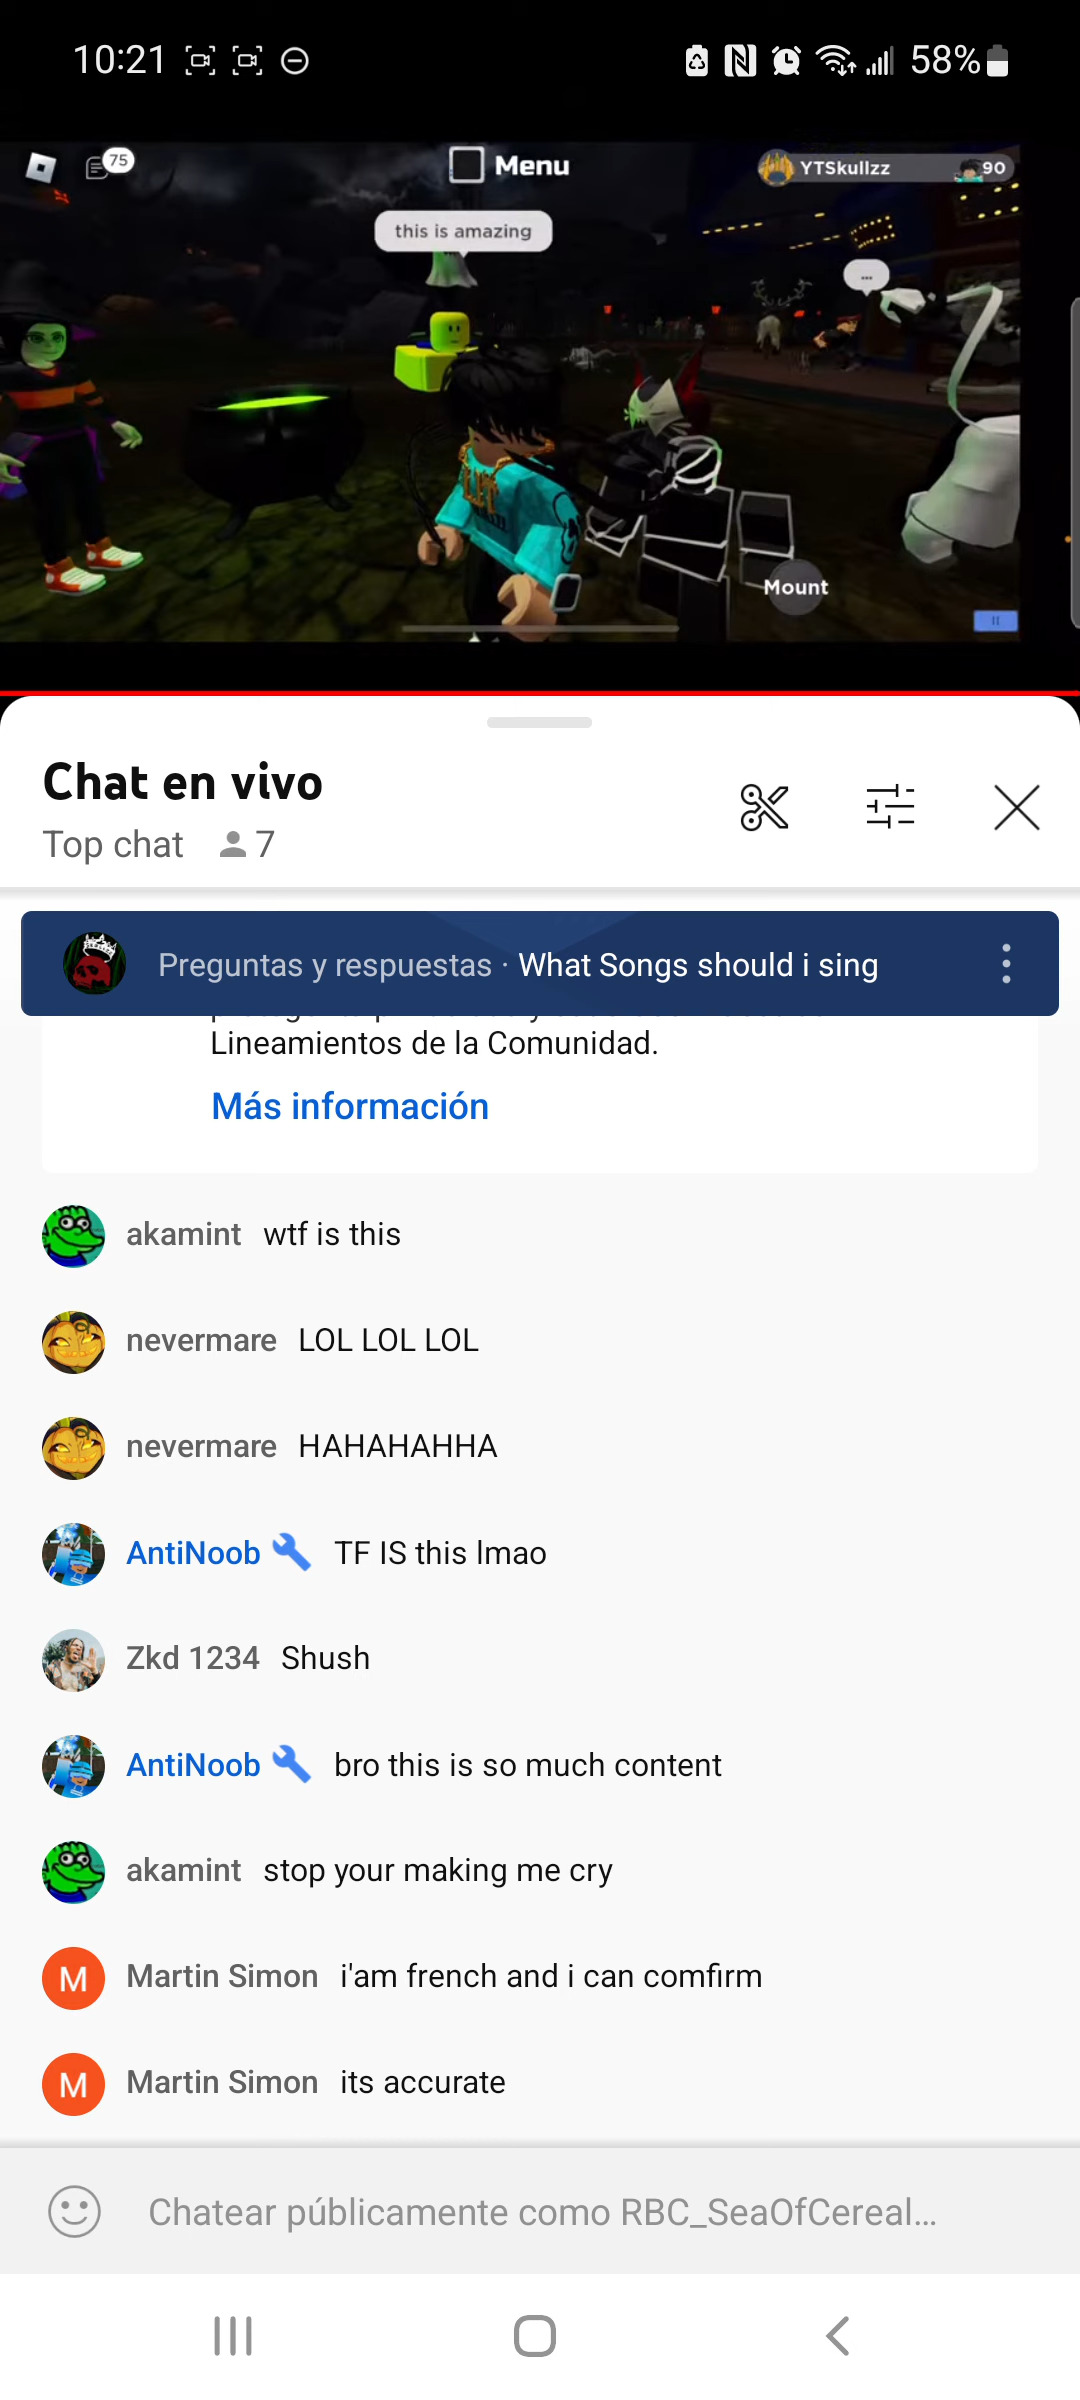 10:21
58%
75
Menu
YTSkullzz
90
this is amazing
...
Mount
Chat en vivo
Top chat 7
Preguntas y respuestas · What Songs should i sing
Lineamientos de la Comunidad.
Más información
akamint wtf is this
nevermare LOL LOL LOL
nevermare HAHAHAHHA
AntiNoob TF IS this lmao
Zkd 1234 Shush
AntiNoob bro this is so much content
akamint stop your making me cry
M Martin Simon i'am french and i can comfirm
M Martin Simon its accurate
Chatear públicamente como RBC_SeaOfCereal...